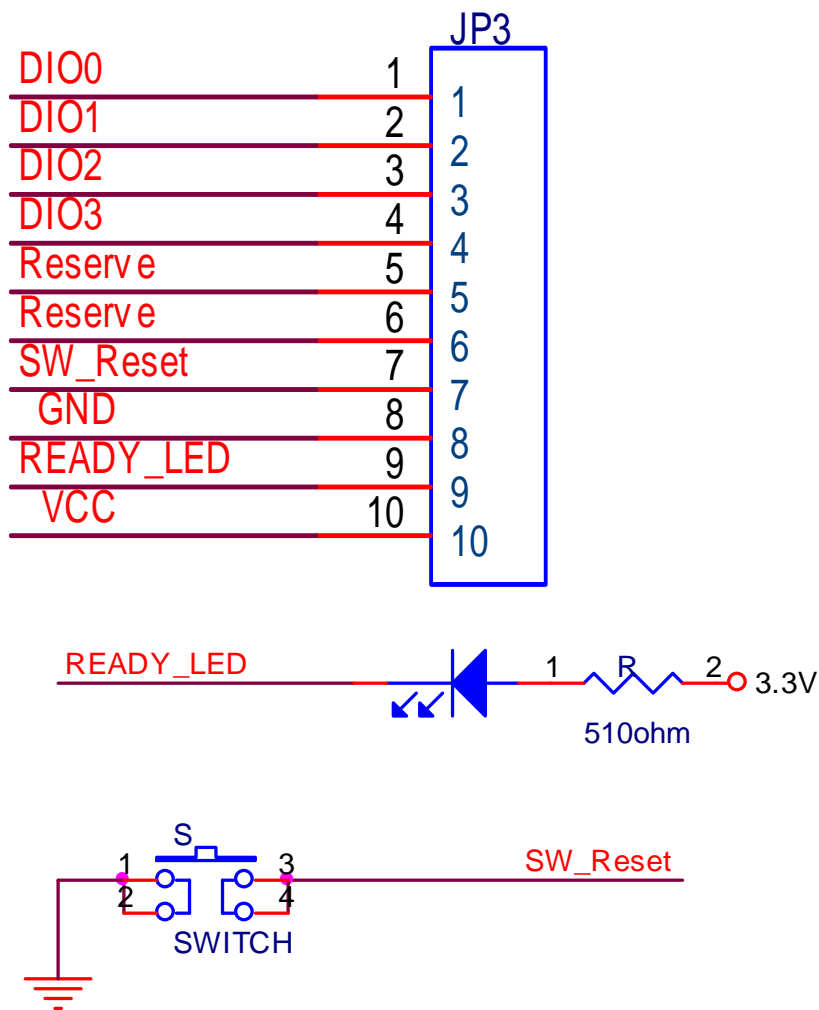 JP3
DIO0 1 1
DIO1 2 2
DIO2 3 3
DIO3 4 4
Reserve 5 5
Reserve 6 6
SW_Reset 7 7
GND 8 8
READY_LED 9 9
VCC 10 10
READY_LED 1 R 2 3.3V
510ohm
S
1 3 SW_Reset
2 4
SWITCH